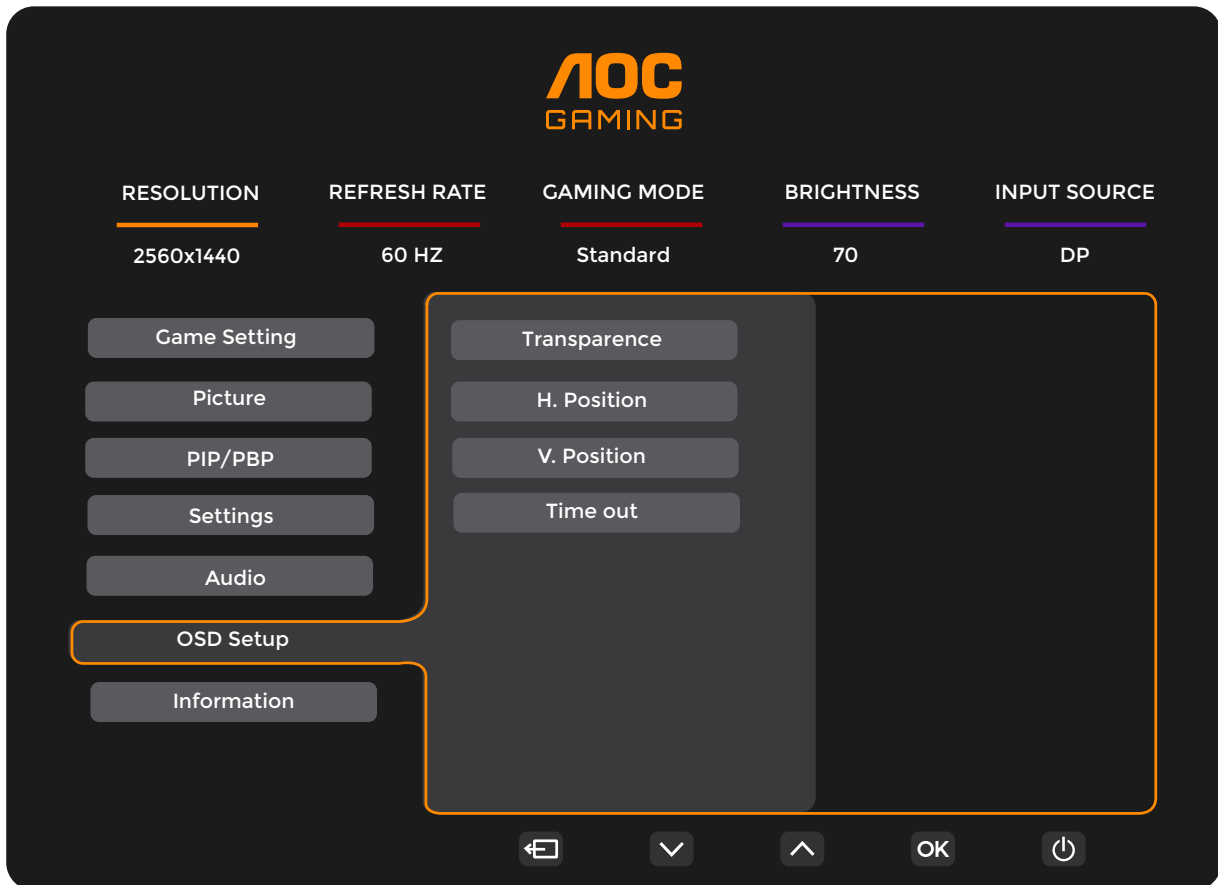 AOC
GAMING
RESOLUTION REFRESH RATE GAMING MODE BRIGHTNESS INPUT SOURCE
2560x1440 60 HZ Standard 70 DP
Game Setting
Picture
PIP/PBP
Settings
Audio
OSD Setup
Information
Transparence
H. Position
V. Position
Time out
OK